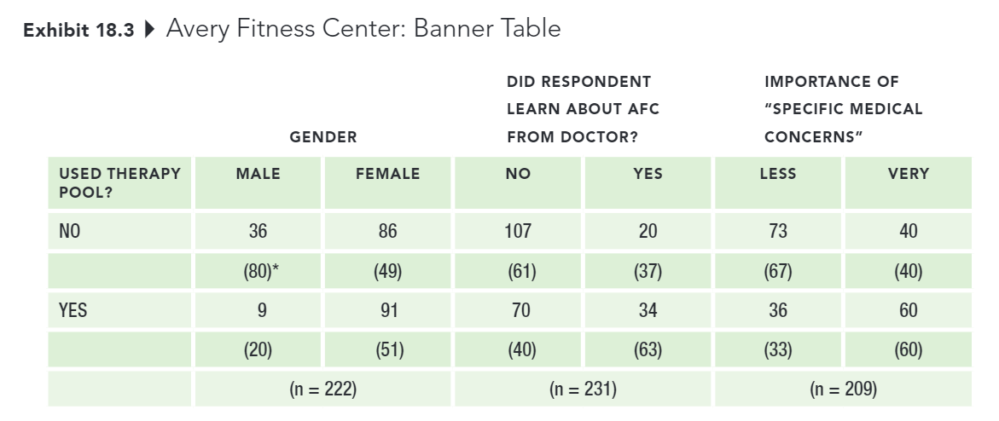 Exhibit 18.3 ▶ Avery Fitness Center: Banner Table
GENDER
DID RESPONDENT
LEARN ABOUT AFC
FROM DOCTOR?
IMPORTANCE OF
"SPECIFIC MEDICAL
CONCERNS"
USED THERAPY
POOL?
MALE FEMALE NO YES LESS VERY
NO 36 86 107 20 73 40
(80)* (49) (61) (37) (67) (40)
YES 9 91 70 34 36 60
(20) (51) (40) (63) (33) (60)
(n = 222) (n = 231) (n = 209)